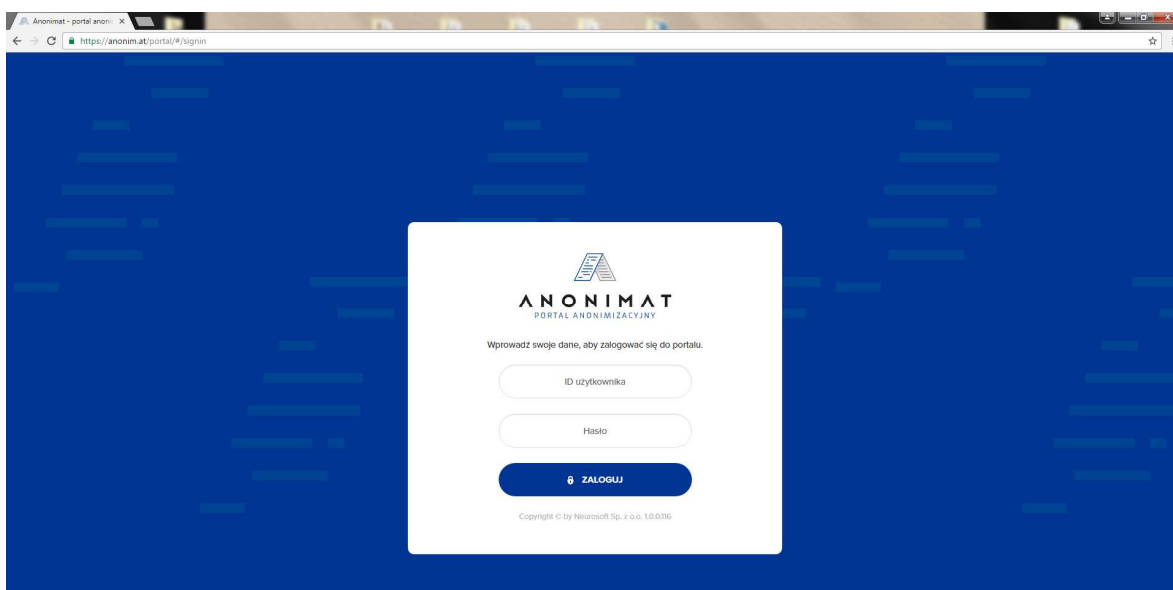 Anonimat - portal anoni
https://anonim.at/portal/#/signin
ANONIMAT
PORTAL ANONIMIZACYJNY
Wprowadź swoje dane, aby zalogować się do portalu.
ID użytkownika
Hasło
ZALOGUJ
Copyright © by Neurosoft Sp. z o.o. 1.0.0.116